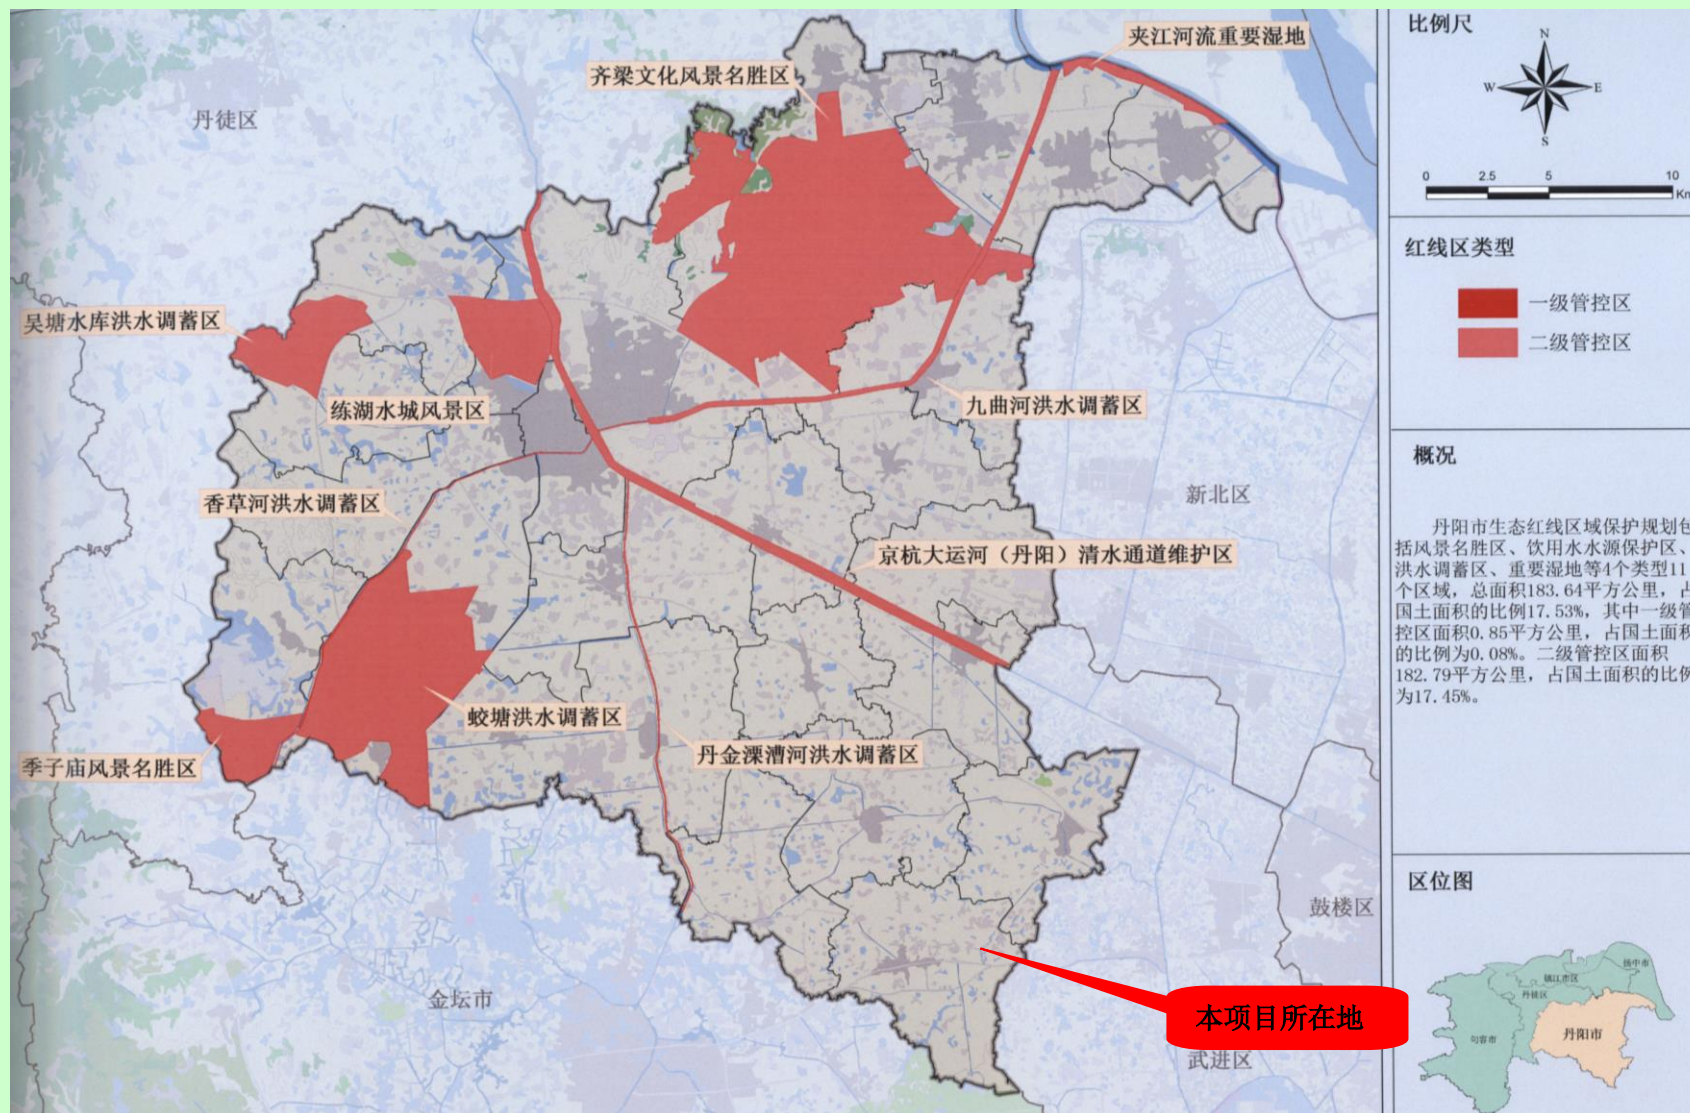 夹江河流重要湿地
齐梁文化风景名胜区
丹徒区
吴塘水库洪水调蓄区
练湖水城风景区
九曲河洪水调蓄区
香草河洪水调蓄区
新北区
京杭大运河（丹阳）清水通道维护区
蛟塘洪水调蓄区
丹金溧漕河洪水调蓄区
季子庙风景名胜区
鼓楼区
金坛市
本项目所在地
武进区
比例尺
N
W
E
S
0 2.5 5 10
Km
红线区类型
一级管控区
二级管控区
概况
丹阳市生态红线区域保护规划包
括风景名胜区、饮用水水源保护区、
洪水调蓄区、重要湿地等4个类型11
个区域，总面积183.64平方公里，占
国土面积的比例17.53%，其中一级管
控区面积0.85平方公里，占国土面积
的比例为0.08%。二级管控区面积
182.79平方公里，占国土面积的比例
为17.45%。
区位图
扬中市
镇江市区
丹徒区
句容市
丹阳市